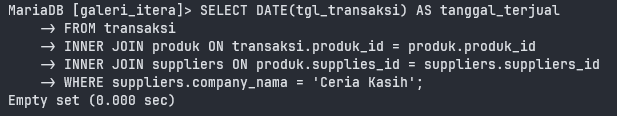 MariaDB [galeri_itera]> SELECT DATE(tgl_transaksi) AS tanggal_terjual
-> FROM transaksi
-> INNER JOIN produk ON transaksi.produk_id = produk.produk_id
-> INNER JOIN suppliers ON produk.supplies_id = suppliers.suppliers_id
-> WHERE suppliers.company_nama = 'Ceria Kasih';
Empty set (0.000 sec)